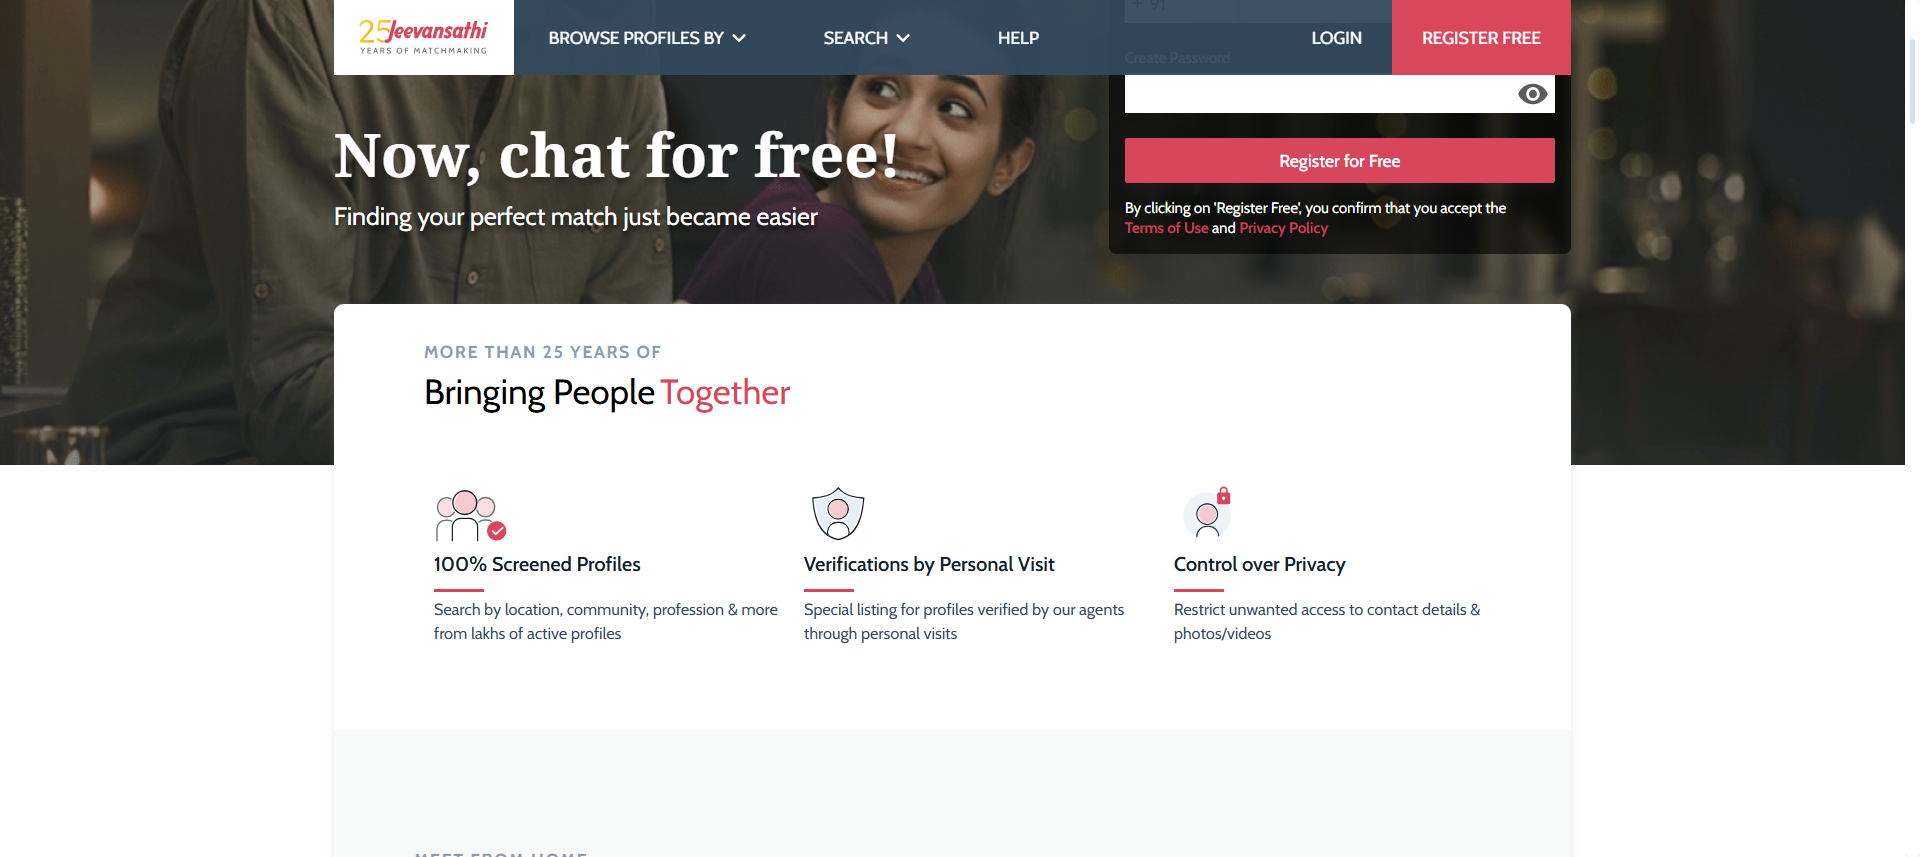 25 Jeevansathi
YEARS OF MATCHMAKING
BROWSE PROFILES BY
SEARCH
HELP
LOGIN
REGISTER FREE
+ 91
Create Password
Now, chat for free!
Finding your perfect match just became easier
Register for Free
By clicking on 'Register Free', you confirm that you accept the
Terms of Use and Privacy Policy
MORE THAN 25 YEARS OF
Bringing People Together
100% Screened Profiles
Search by location, community, profession & more
from lakhs of active profiles
Verifications by Personal Visit
Special listing for profiles verified by our agents
through personal visits
Control over Privacy
Restrict unwanted access to contact details &
photos/videos
MEET FROM HOME